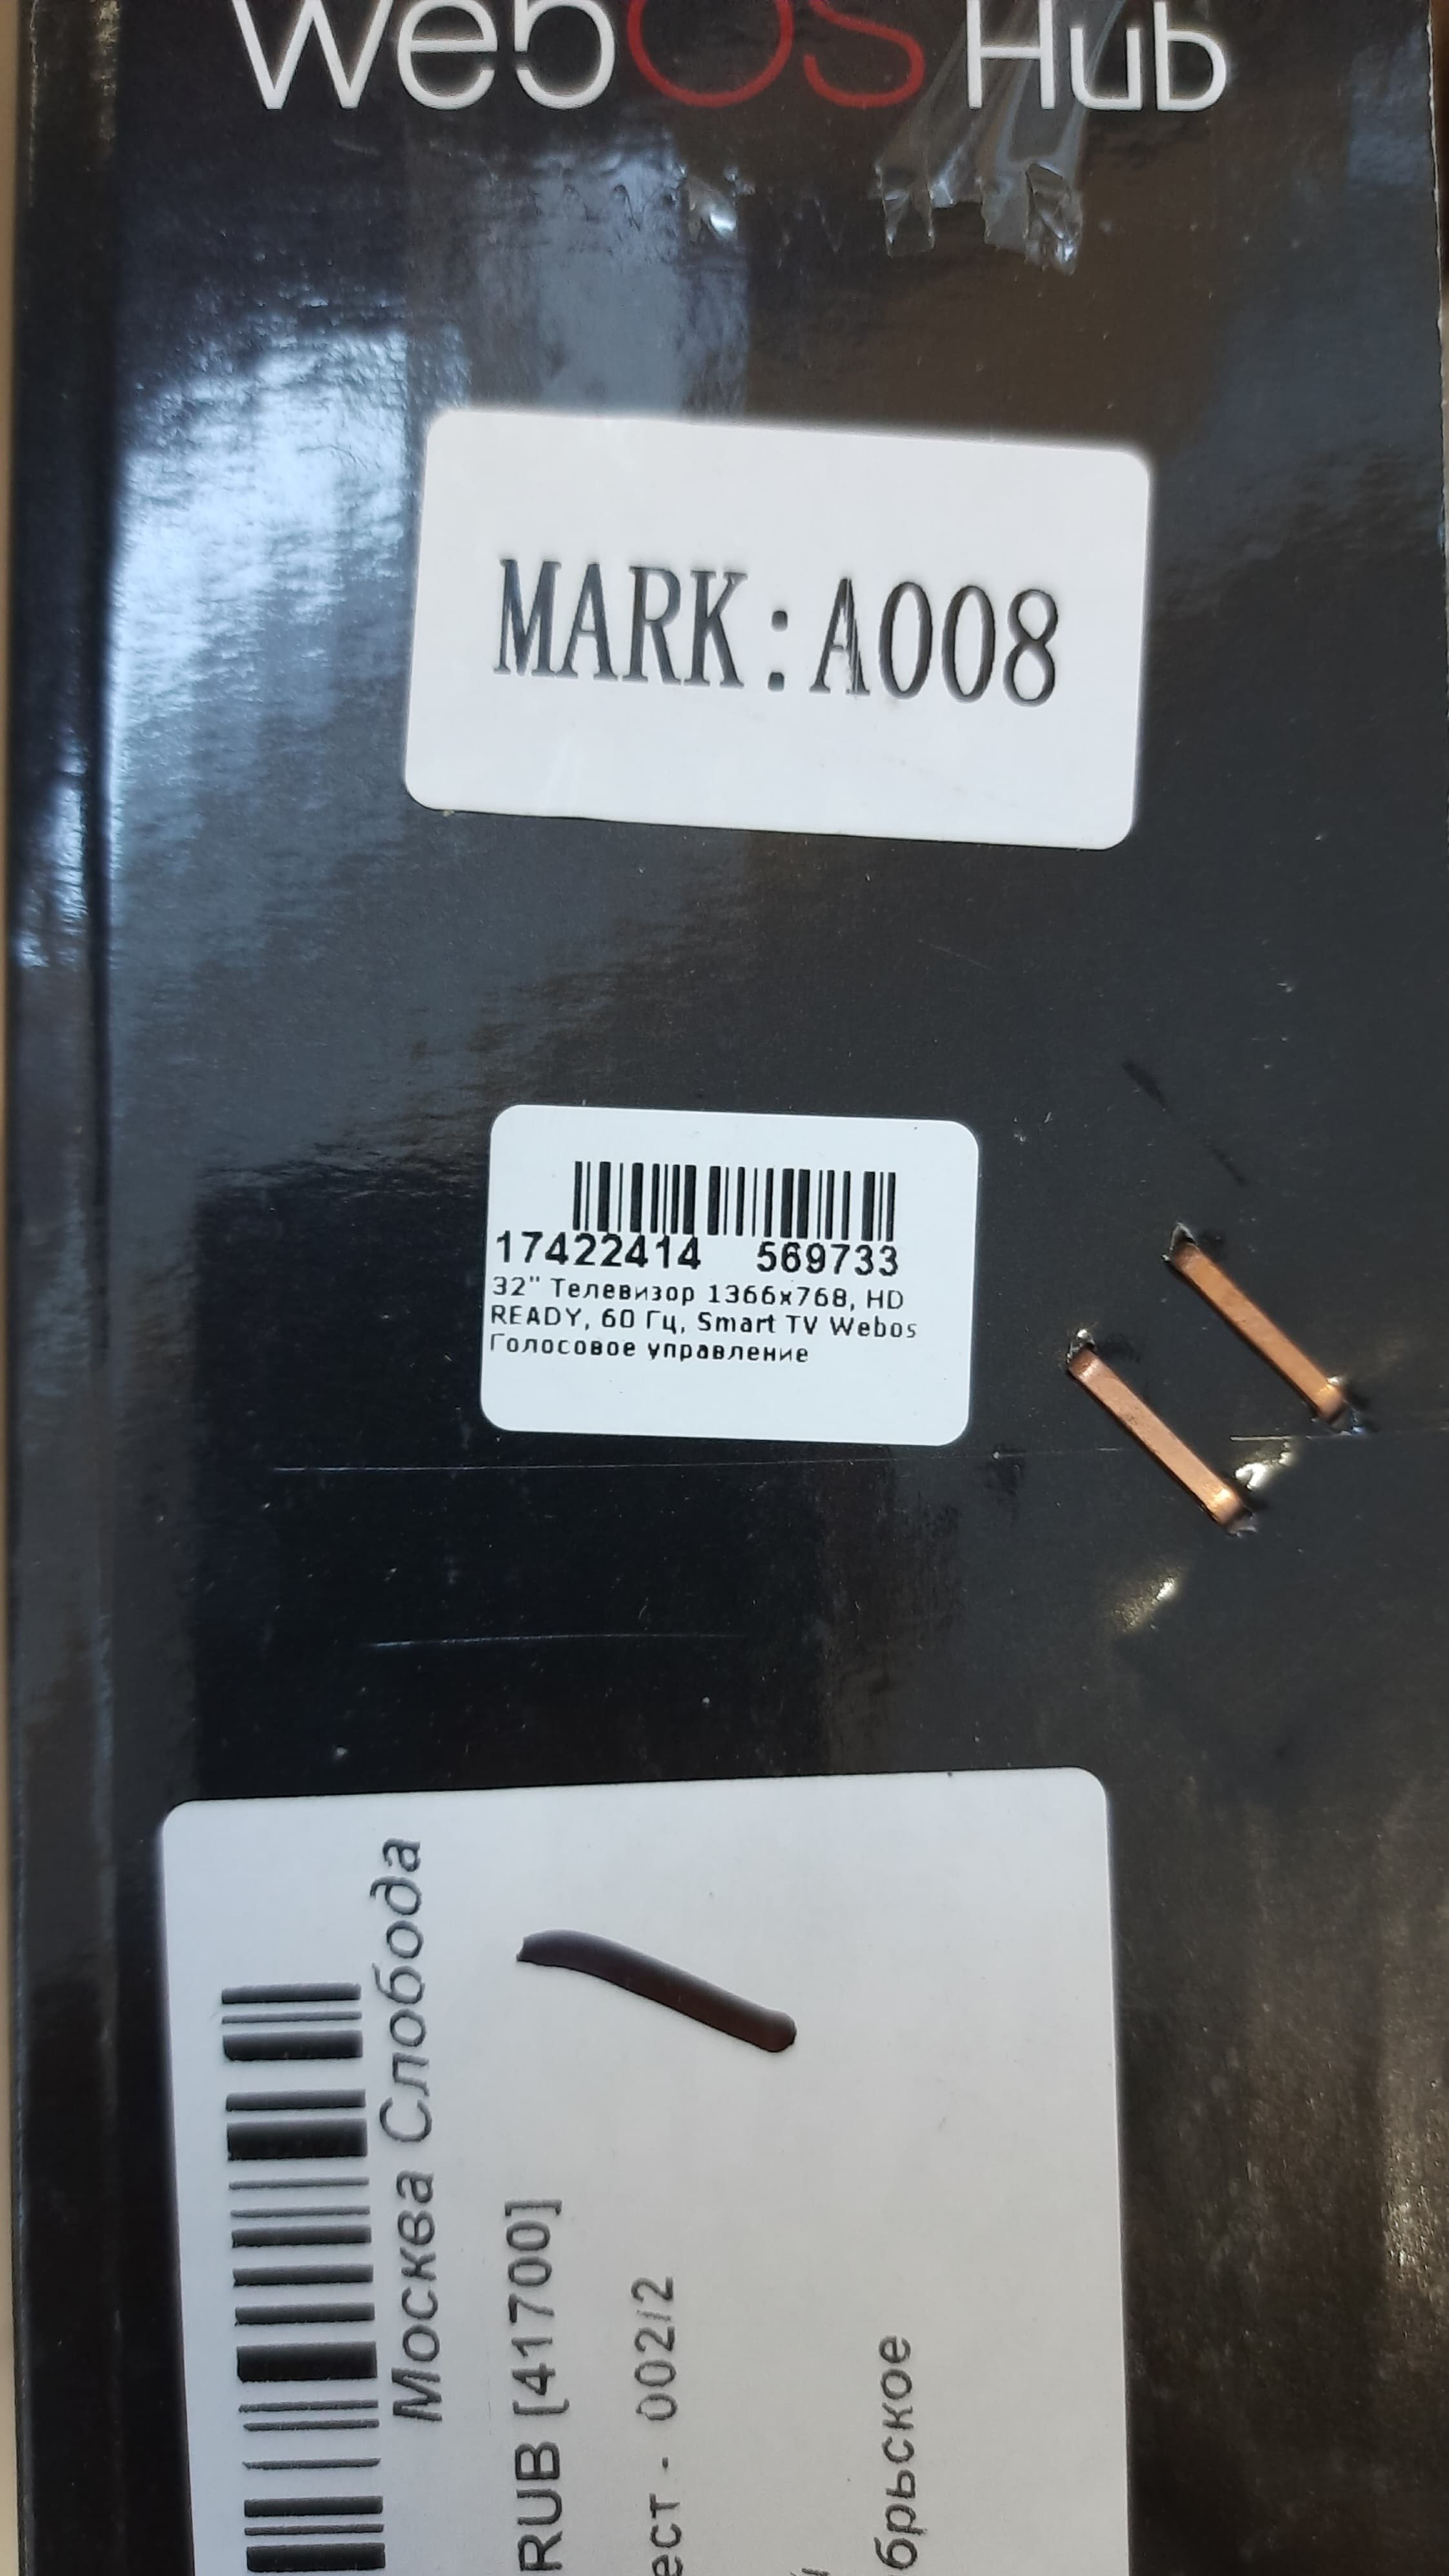 webOS Hub
MARK:A008
17422414 569733
32" Телевизор 1366x768, HD
READY, 60 Гц, Smart TV Webos
Голосовое управление
Москва Слобода
RUB [41700]
ест - 002/2
брьское